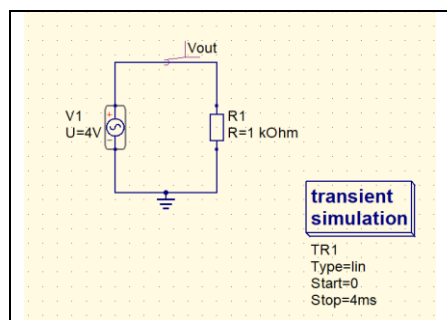 Vout
V1
U=4V
R1
R=1 kOhm
transient
simulation
TR1
Type=lin
Start=0
Stop=4ms